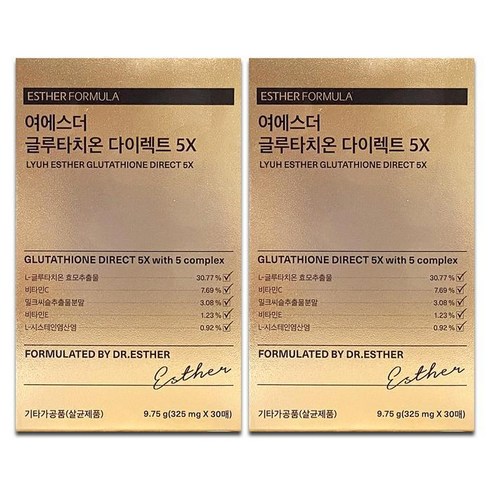 ESTHER FORMULA
여에스더
글루타치온 다이렉트 5X
LYUH ESTHER GLUTATHIONE DIRECT 5X
GLUTATHIONE DIRECT 5X with 5 complex
L-글루타치온 효모추출물 30.77 %
비타민C 7.69 %
밀크씨슬추출물분말 3.08 %
비타민E 1.23 %
L-시스테인염산염 0.92 %
FORMULATED BY DR.ESTHER
Esther
기타가공품(살균제품) 9.75 g(325 mg X 30매)
ESTHER FORMULA
여에스더
글루타치온 다이렉트 5X
LYUH ESTHER GLUTATHIONE DIRECT 5X
GLUTATHIONE DIRECT 5X with 5 complex
L-글루타치온 효모추출물 30.77 %
비타민C 7.69 %
밀크씨슬추출물분말 3.08 %
비타민E 1.23 %
L-시스테인염산염 0.92 %
FORMULATED BY DR.ESTHER
Esther
기타가공품(살균제품) 9.75 g(325 mg X 30매)